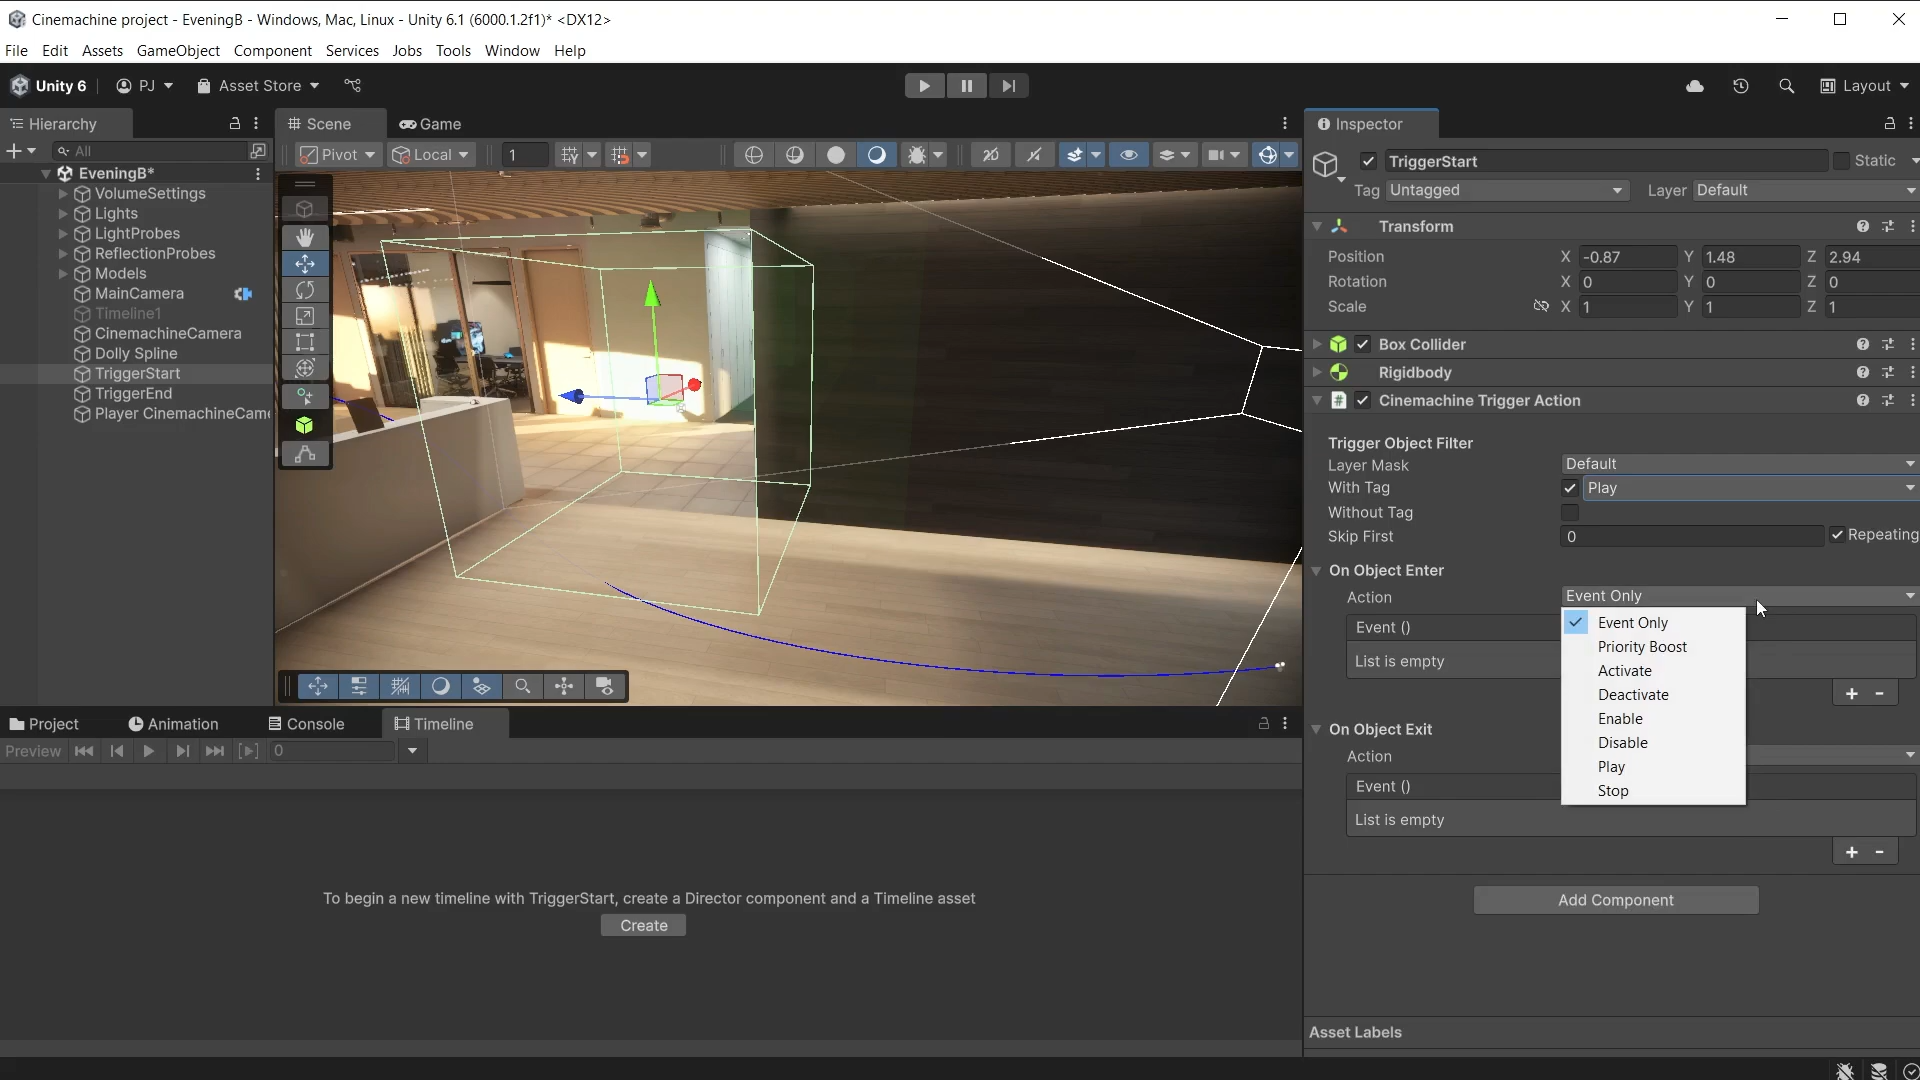 Cinemachine project - EveningB - Windows, Mac, Linux - Unity 6.1 (6000.1.2f1)* <DX12>
File Edit Assets GameObject Component Services Jobs Tools Window Help
Unity 6 PJ Asset Store Layout
Hierarchy
All
EveningB*
VolumeSettings
Lights
LightProbes
ReflectionProbes
Models
MainCamera
Timeline1
CinemachineCamera
Dolly Spline
TriggerStart
TriggerEnd
Player CinemachineCame
Scene Game
Pivot Local 1 2D
Inspector
TriggerStart Static
Tag Untagged Layer Default
Transform
Position X -0.87 Y 1.48 Z 2.94
Rotation X 0 Y 0 Z 0
Scale X 1 Y 1 Z 1
Box Collider
Rigidbody
# Cinemachine Trigger Action
Trigger Object Filter
Layer Mask Default
With Tag Play
Without Tag
Skip First 0 Repeating
On Object Enter
Action Event Only
Event ()
List is empty
Event Only
Priority Boost
Activate
Deactivate
Enable
Disable
Play
Stop
+ -
On Object Exit
Action
Event ()
List is empty
+ -
Add Component
Asset Labels
Project Animation Console Timeline
Preview 0
To begin a new timeline with TriggerStart, create a Director component and a Timeline asset
Create